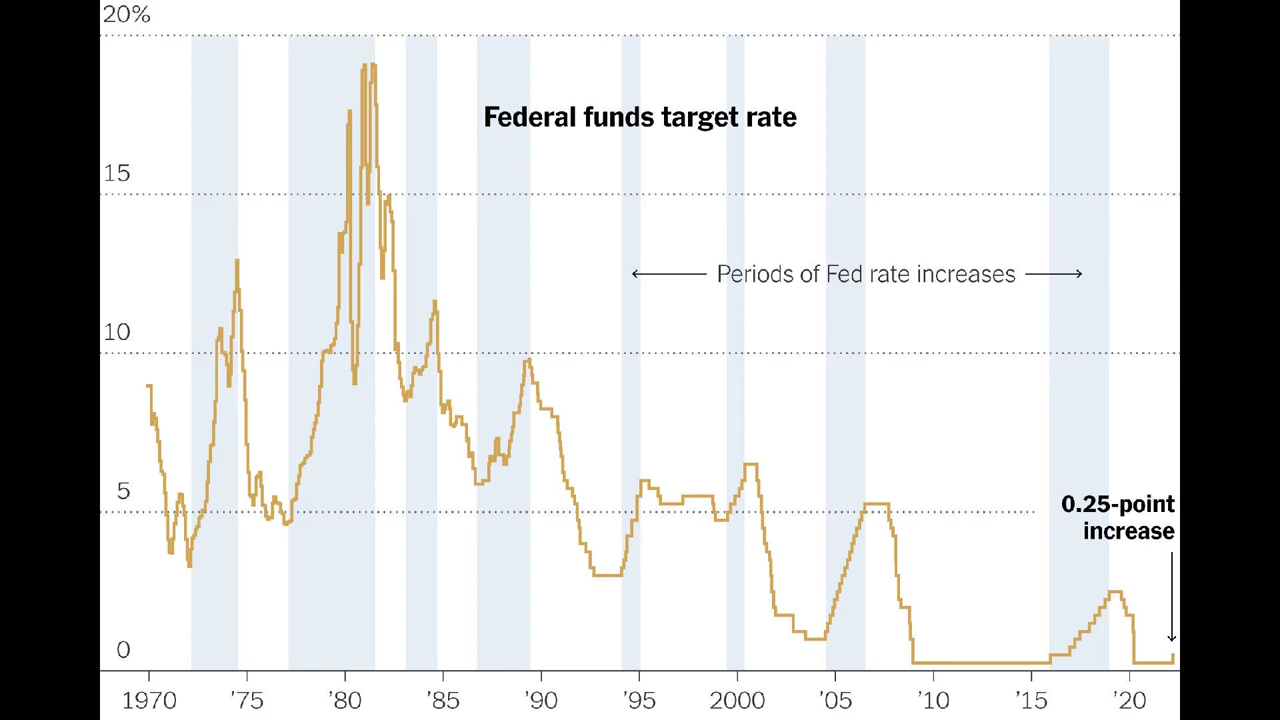 20%
Federal funds target rate
15
Periods of Fed rate increases
10
5
0.25-point
increase
0
1970 ’75 ’80 ’85 ’90 ’95 2000 ’05 ’10 ’15 ’20